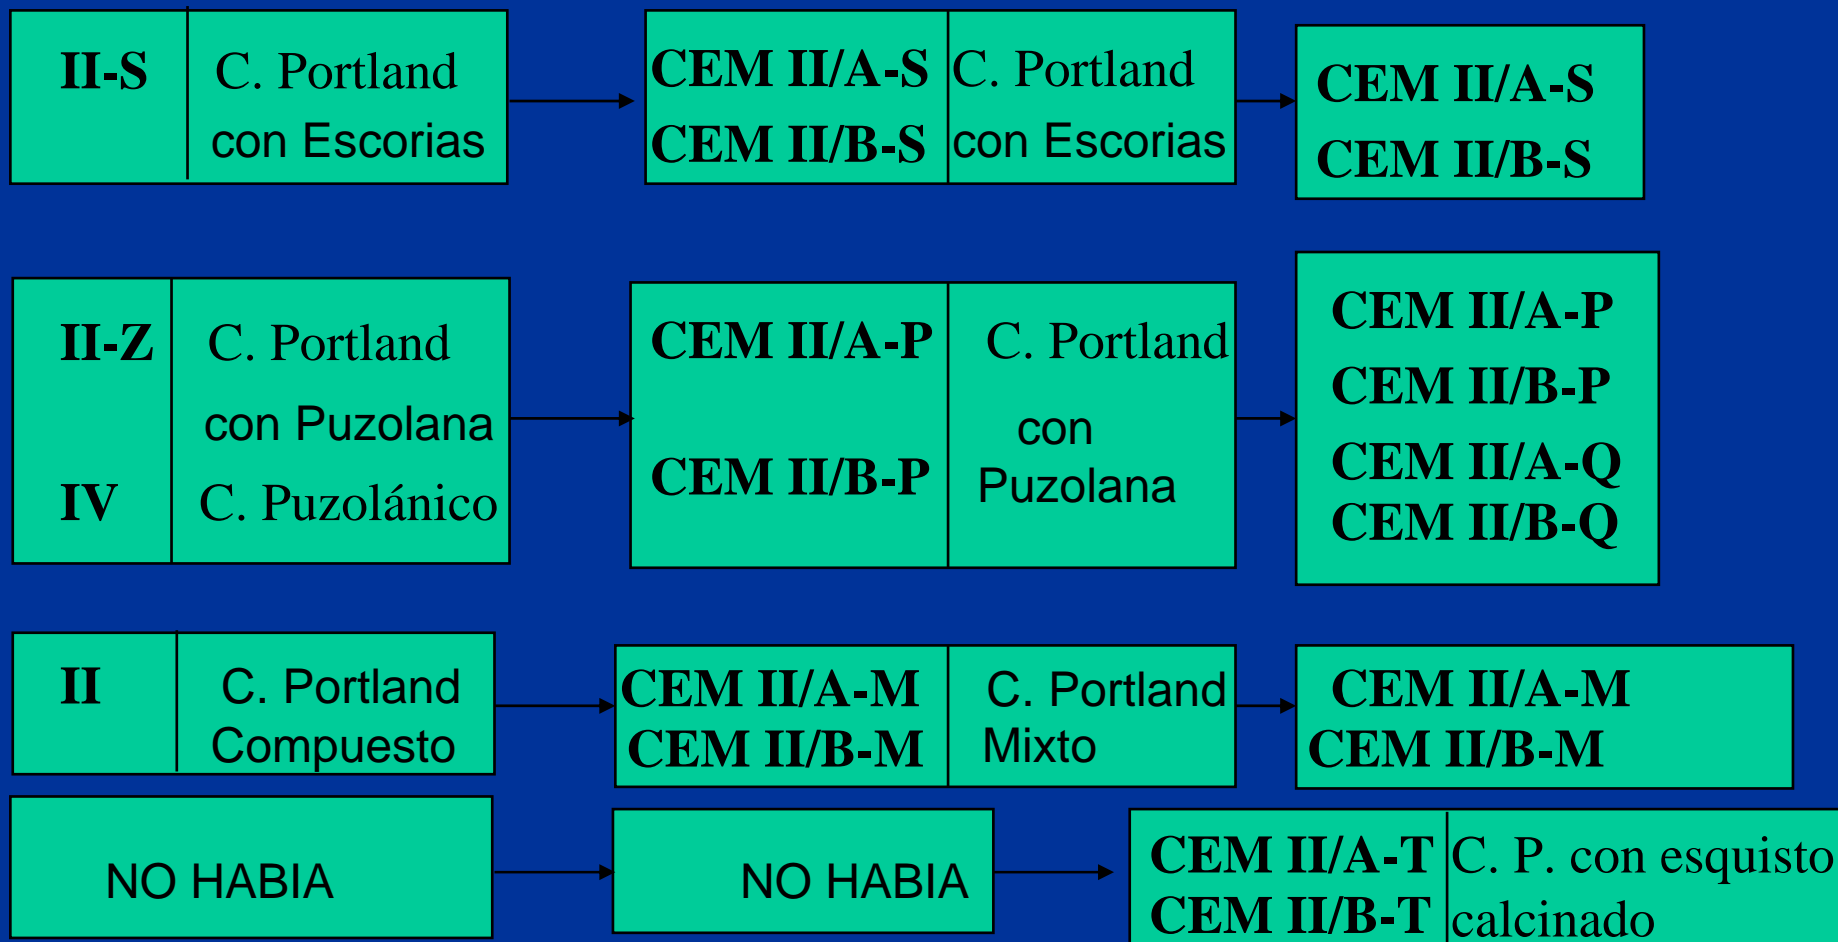 II-S C. Portland
con Escorias
CEM II/A-S C. Portland
CEM II/B-S con Escorias
CEM II/A-S
CEM II/B-S
II-Z C. Portland
con Puzolana
IV C. Puzolánico
CEM II/A-P C. Portland
con
CEM II/B-P Puzolana
CEM II/A-P
CEM II/B-P
CEM II/A-Q
CEM II/B-Q
II C. Portland
Compuesto
CEM II/A-M C. Portland
CEM II/B-M Mixto
CEM II/A-M
CEM II/B-M
NO HABIA
NO HABIA
CEM II/A-T C. P. con esquisto
CEM II/B-T calcinado